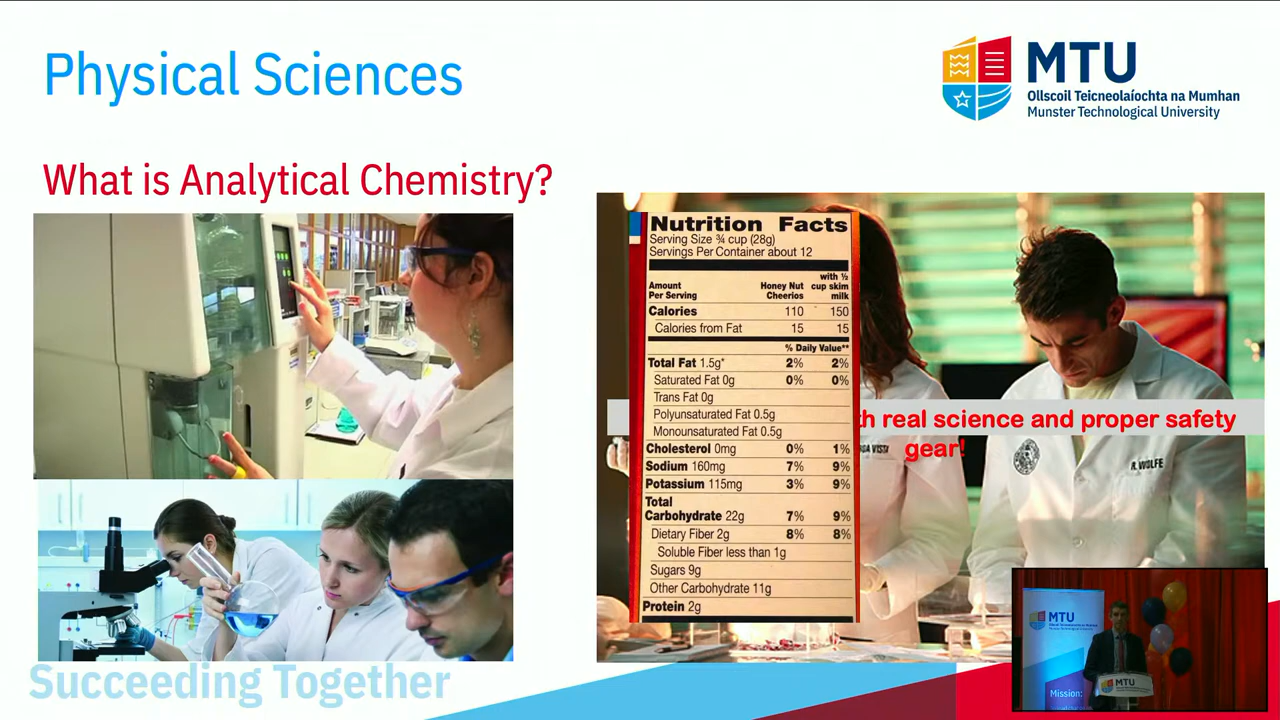 Physical Sciences
MTU
Ollscoil Teicneolaíochta na Mumhan
Munster Technological University
What is Analytical Chemistry?
Nutrition Facts
Serving Size ¾ cup (28g)
Servings Per Container about 12
Amount Per Serving
Honey Nut Cheerios
with ½ cup skim milk
Calories 110 150
Calories from Fat 15 15
% Daily Value**
Total Fat 1.5g* 2% 2%
Saturated Fat 0g 0% 0%
Trans Fat 0g
Polyunsaturated Fat 0.5g
Monounsaturated Fat 0.5g
Cholesterol 0mg 0% 1%
Sodium 160mg 7% 9%
Potassium 115mg 3% 9%
Total
Carbohydrate 22g 7% 9%
Dietary Fiber 2g 8% 8%
Soluble Fiber less than 1g
Sugars 9g
Other Carbohydrate 11g
Protein 2g
real science and proper safety
gear!
VISTA
R. WOLFE
Succeeding Together
MTU
Mission:
MTU